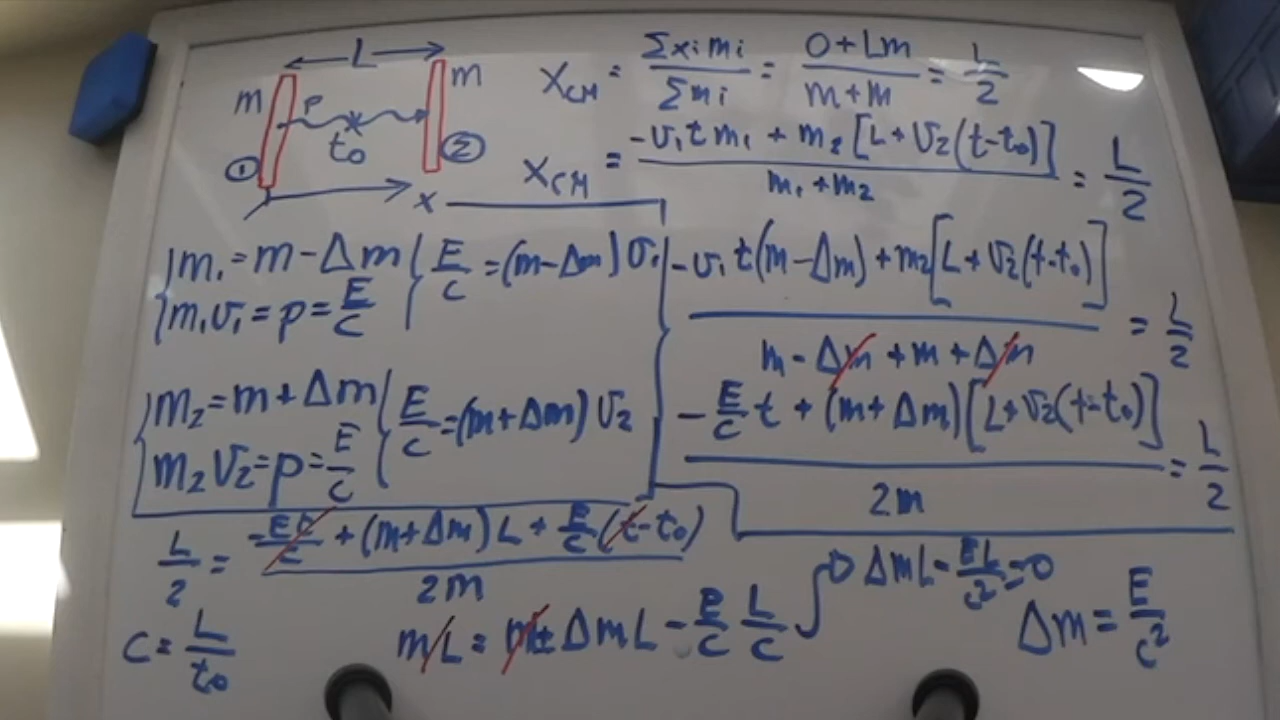 L
m m
p
t₀
① ②
x
X_CM = Σxᵢmᵢ / Σmᵢ = (0 + Lm) / (m + m) = L/2
X_CM = (-v₁tm₁ + m₂[L + v₂(t-t₀)]) / (m₁ + m₂) = L/2
m₁ = m - Δm
m₁v₁ = p = E/c
E/c = (m - Δm)v₁
m₂ = m + Δm
m₂v₂ = p = E/c
E/c = (m + Δm)v₂
(-v₁t(m - Δm) + m₂[L + v₂(t-t₀)]) / (m - Δm + m + Δm) = L/2
(-E/c t + (m + Δm)[L + v₂(t-t₀)]) / 2m = L/2
L/2 = (-Et/c + (m + Δm)L + E/c (t-t₀)) / 2m
c = L/t₀
mL = mL + ΔmL - E/c L/c
ΔmL - EL/c² = 0
Δm = E/c²